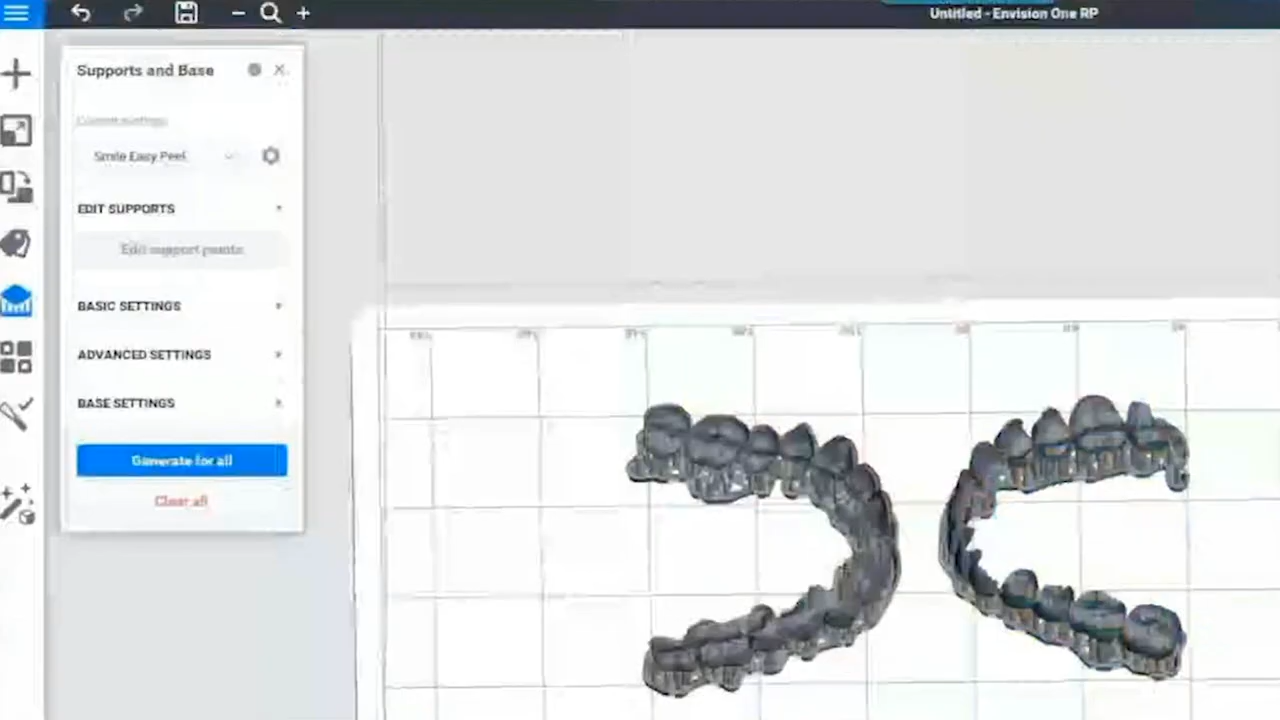 Untitled - Envision One RP
Supports and Base
Smile Easy Peel
EDIT SUPPORTS
Edit support points
BASIC SETTINGS
ADVANCED SETTINGS
BASE SETTINGS
Generate for all
Clear all